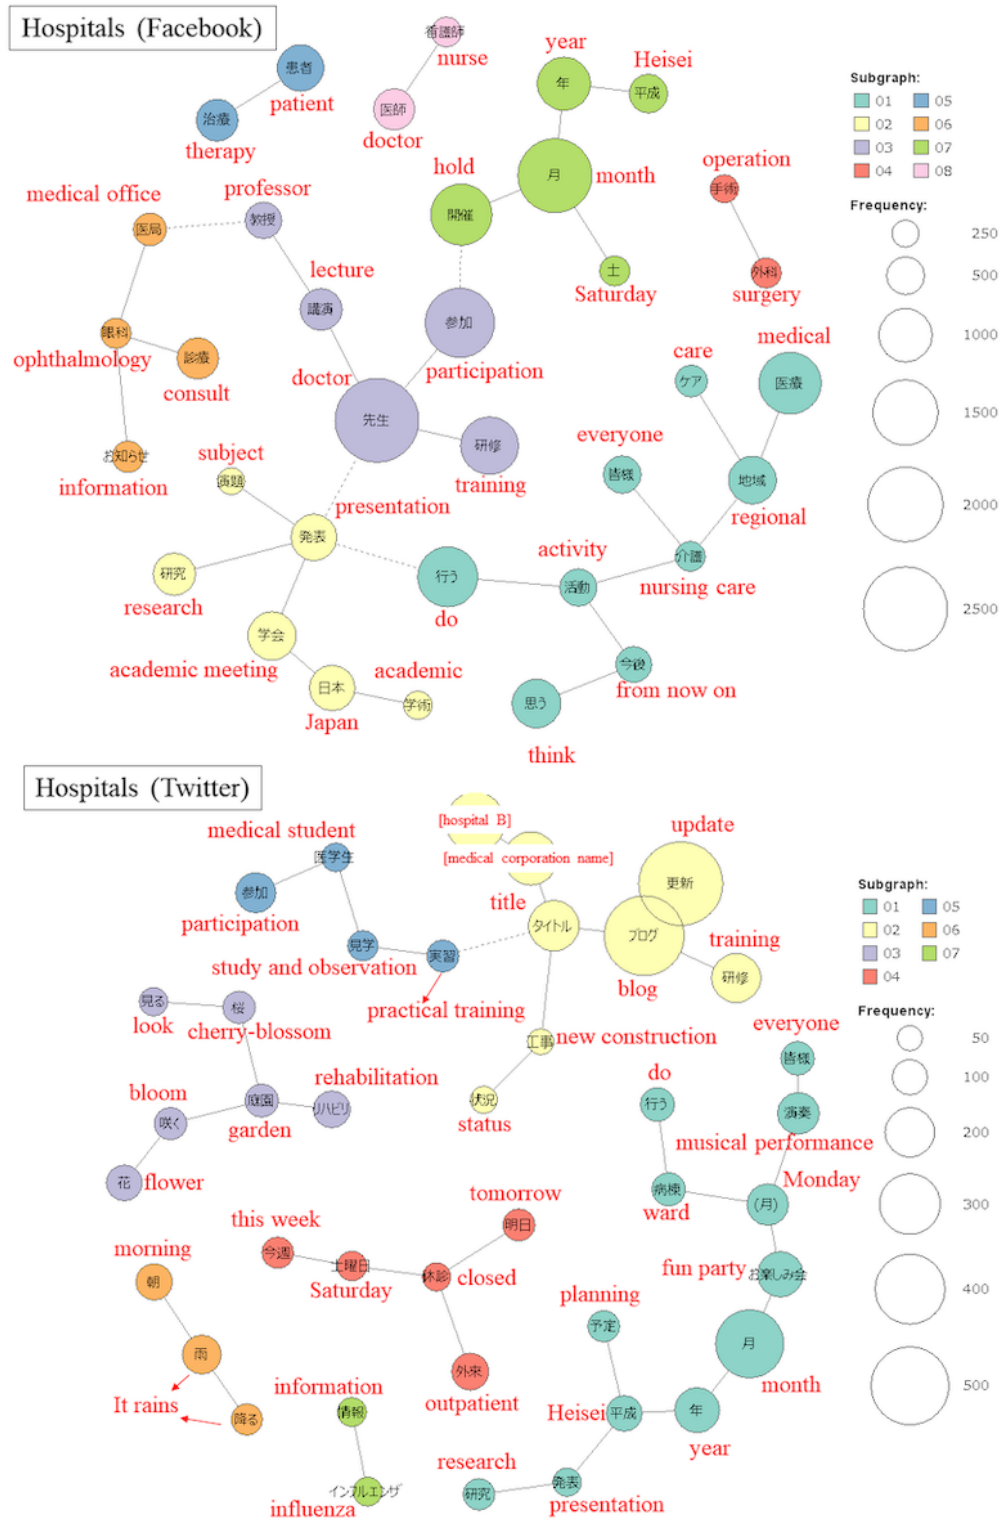 Hospitals (Facebook)
看護師
nurse
year
年
Heisei
平成
患者
patient
治療
therapy
医師
doctor
Subgraph:
01 05
02 06
03 07
04 08
hold
開催
月
month
operation
手術
medical office
医局
professor
教授
Frequency:
250
500
1000
1500
2000
2500
lecture
講演
土
Saturday
外科
surgery
眼科
ophthalmology
診療
consult
参加
participation
doctor
先生
care
ケア
medical
医療
お知らせ
information
subject
演題
研修
training
everyone
皆様
地域
regional
presentation
発表
研究
research
行う
do
activity
活動
介護
nursing care
学会
academic meeting
日本
Japan
academic
学術
今後
from now on
思う
think
Hospitals (Twitter)
[hospital B]
[medical corporation name]
medical student
医学生
参加
participation
見学
study and observation
実習
practical training
title
タイトル
update
更新
ブログ
blog
training
研修
Subgraph:
01 05
02 06
03 07
04
見る
look
桜
cherry-blossom
工事
new construction
状況
status
Frequency:
50
100
200
300
400
500
everyone
皆様
do
行う
演奏
musical performance
rehabilitation
リハビリ
bloom
咲く
庭園
garden
花
flower
病棟
ward
Monday
(月)
this week
今週
土曜日
Saturday
tomorrow
明日
休診
closed
fun party
お楽しみ会
morning
朝
雨
It rains
降る
外来
outpatient
planning
予定
月
month
information
情報
インフルエンザ
influenza
Heisei
平成
年
year
research
研究
発表
presentation